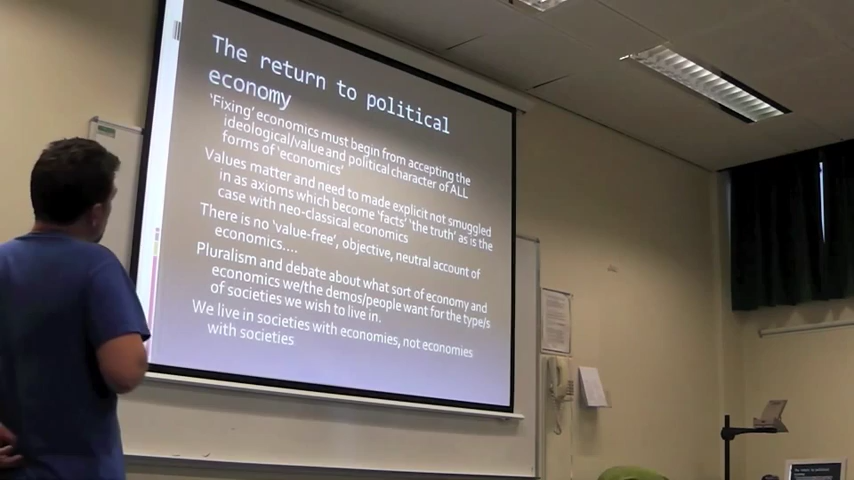 The return to political
economy
'Fixing' economics must begin from accepting the
ideological/value and political character of ALL
forms of 'economics'
Values matter and need to made explicit not smuggled
in as axioms which become 'facts' 'the truth' as is the
case with neo-classical economics
There is no 'value-free', objective, neutral account of
economics....
Pluralism and debate about what sort of economy and
economics we/the demos/people want for the type/s
of societies we wish to live in.
We live in societies with economies, not economies
with societies